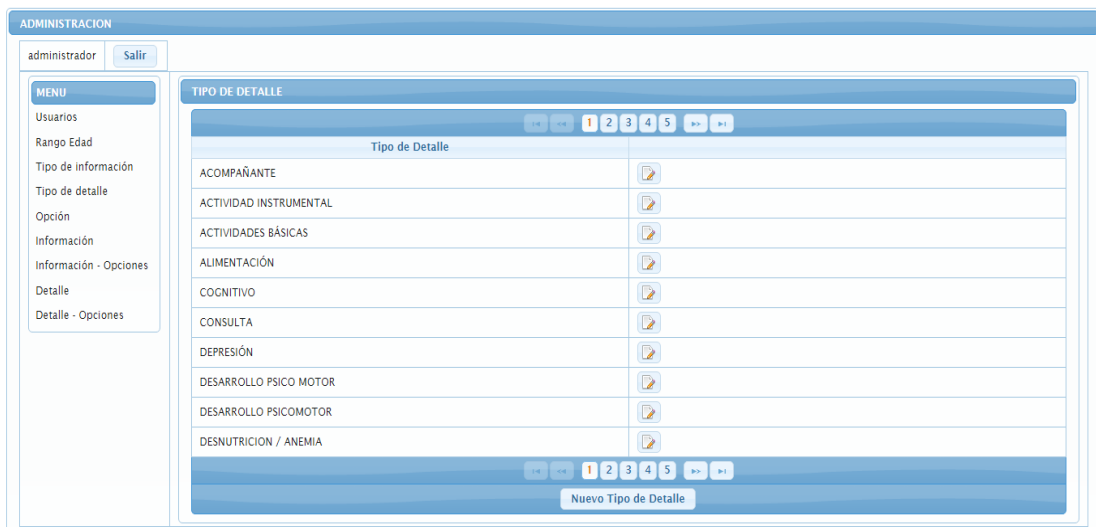 ADMINISTRACION
administrador Salir
MENU
Usuarios
Rango Edad
Tipo de información
Tipo de detalle
Opción
Información
Información - Opciones
Detalle
Detalle - Opciones
TIPO DE DETALLE
1 2 3 4 5
Tipo de Detalle
ACOMPAÑANTE
ACTIVIDAD INSTRUMENTAL
ACTIVIDADES BÁSICAS
ALIMENTACIÓN
COGNITIVO
CONSULTA
DEPRESIÓN
DESARROLLO PSICO MOTOR
DESARROLLO PSICOMOTOR
DESNUTRICION / ANEMIA
1 2 3 4 5
Nuevo Tipo de Detalle